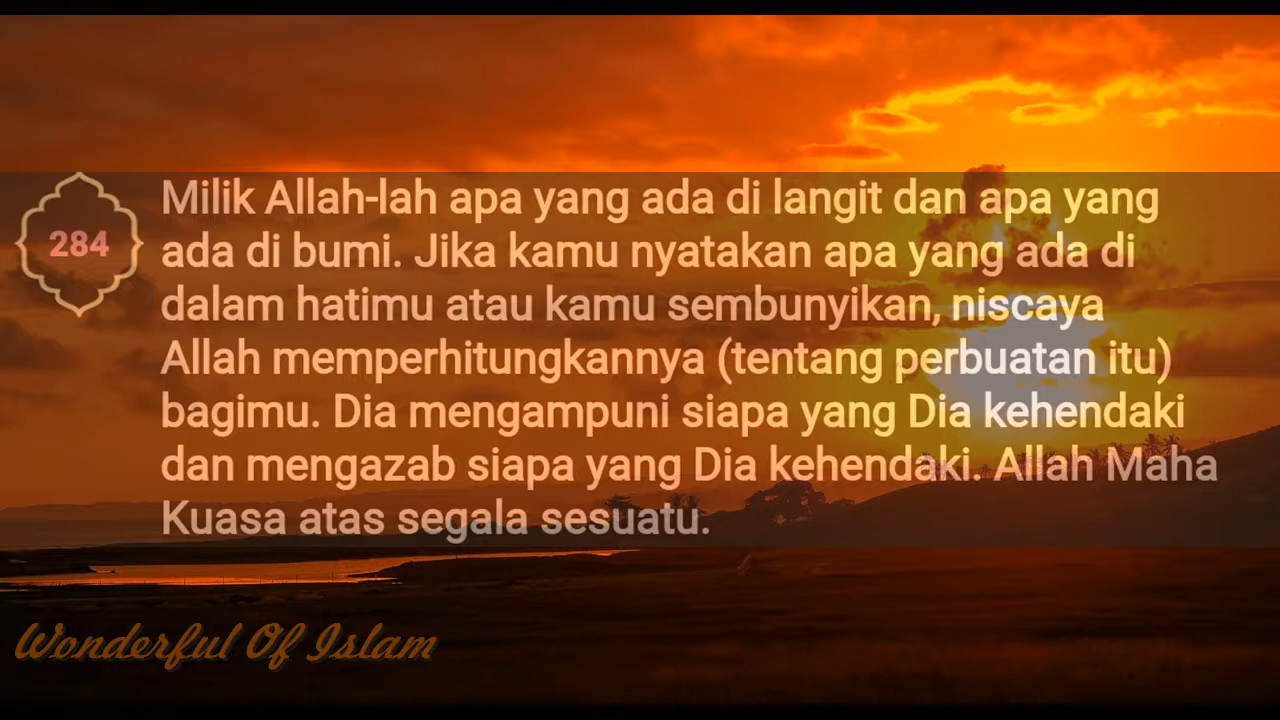 284
Milik Allah-lah apa yang ada di langit dan apa yang
ada di bumi. Jika kamu nyatakan apa yang ada di
dalam hatimu atau kamu sembunyikan, niscaya
Allah memperhitungkannya (tentang perbuatan itu)
bagimu. Dia mengampuni siapa yang Dia kehendaki
dan mengazab siapa yang Dia kehendaki. Allah Maha
Kuasa atas segala sesuatu.
Wonderful Of Islam